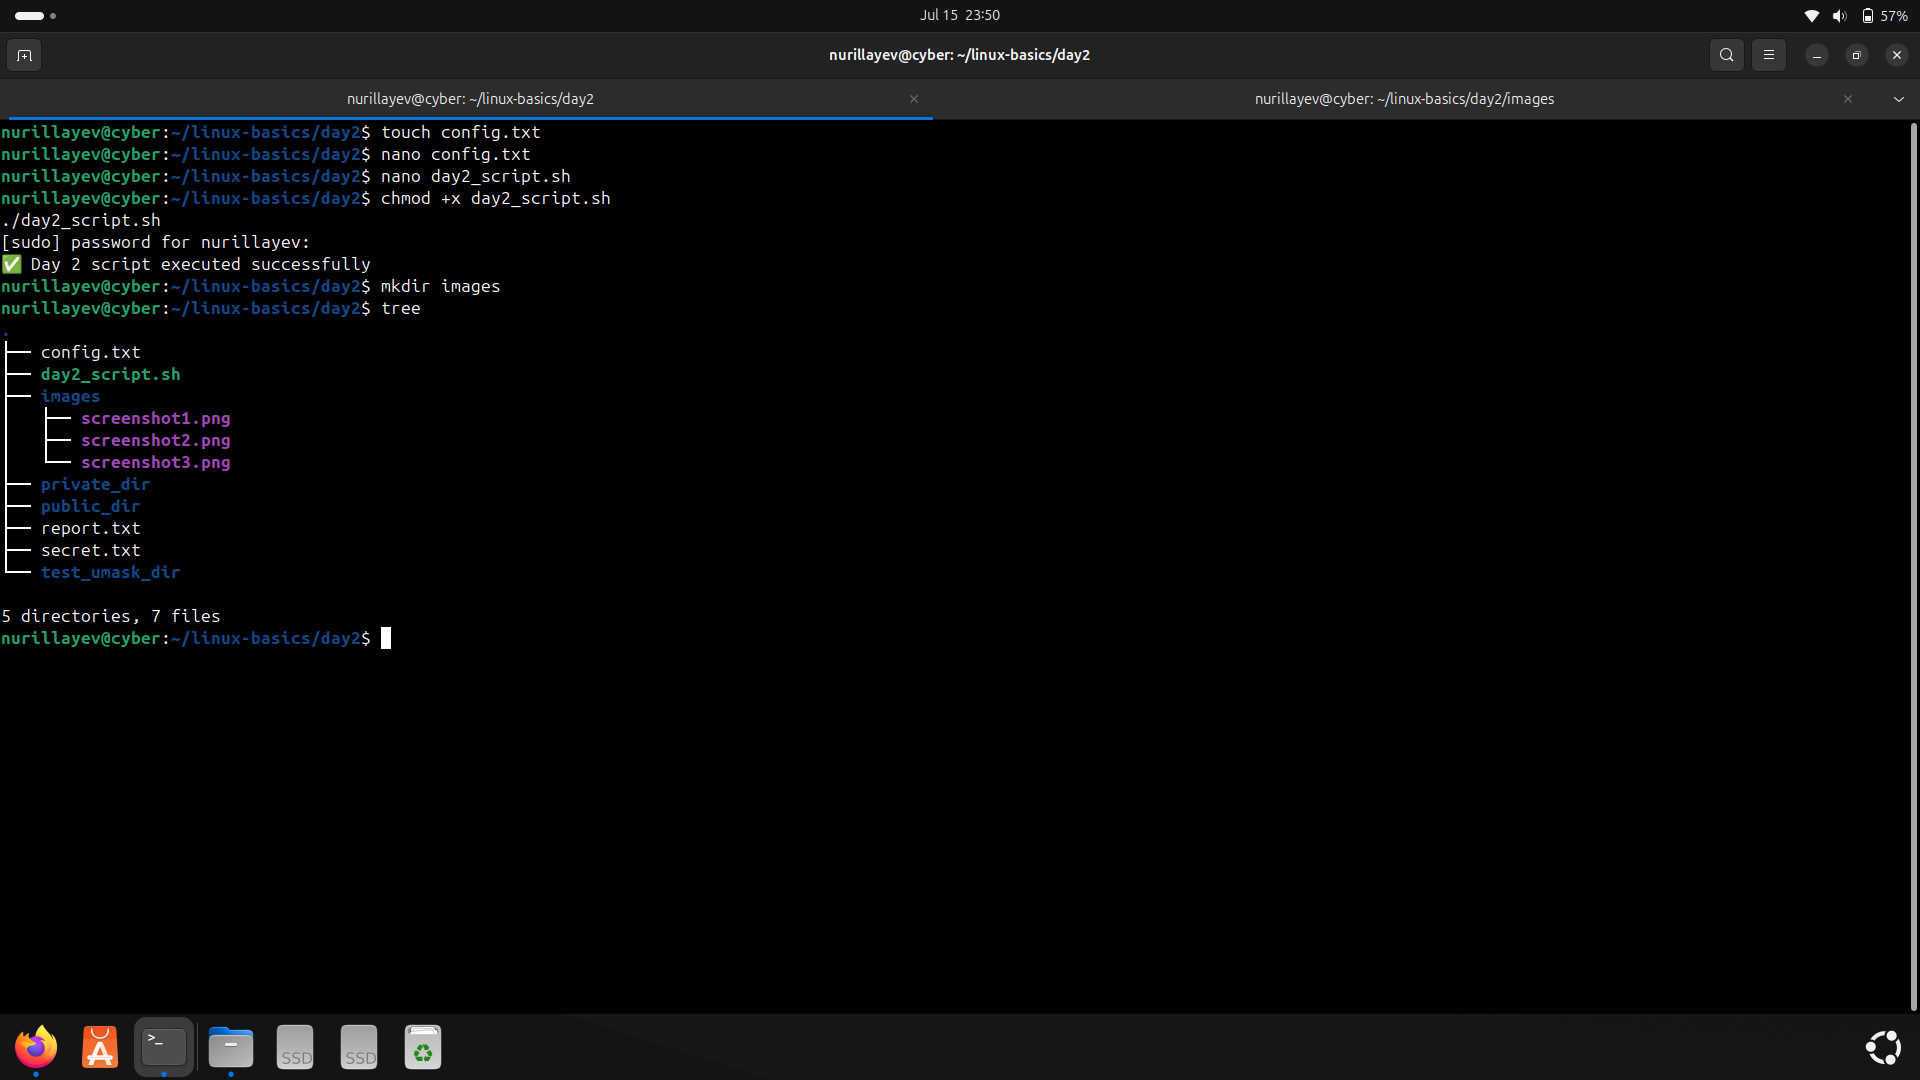 Jul 15 23:50
57%
nurillayev@cyber: ~/linux-basics/day2
nurillayev@cyber: ~/linux-basics/day2
nurillayev@cyber: ~/linux-basics/day2/images
nurillayev@cyber:~/linux-basics/day2$ touch config.txt
nurillayev@cyber:~/linux-basics/day2$ nano config.txt
nurillayev@cyber:~/linux-basics/day2$ nano day2_script.sh
nurillayev@cyber:~/linux-basics/day2$ chmod +x day2_script.sh
./day2_script.sh
[sudo] password for nurillayev:
✅ Day 2 script executed successfully
nurillayev@cyber:~/linux-basics/day2$ mkdir images
nurillayev@cyber:~/linux-basics/day2$ tree
.
├── config.txt
├── day2_script.sh
├── images
│   ├── screenshot1.png
│   ├── screenshot2.png
│   └── screenshot3.png
├── private_dir
├── public_dir
├── report.txt
├── secret.txt
└── test_umask_dir
5 directories, 7 files
nurillayev@cyber:~/linux-basics/day2$
>_
SSD
SSD